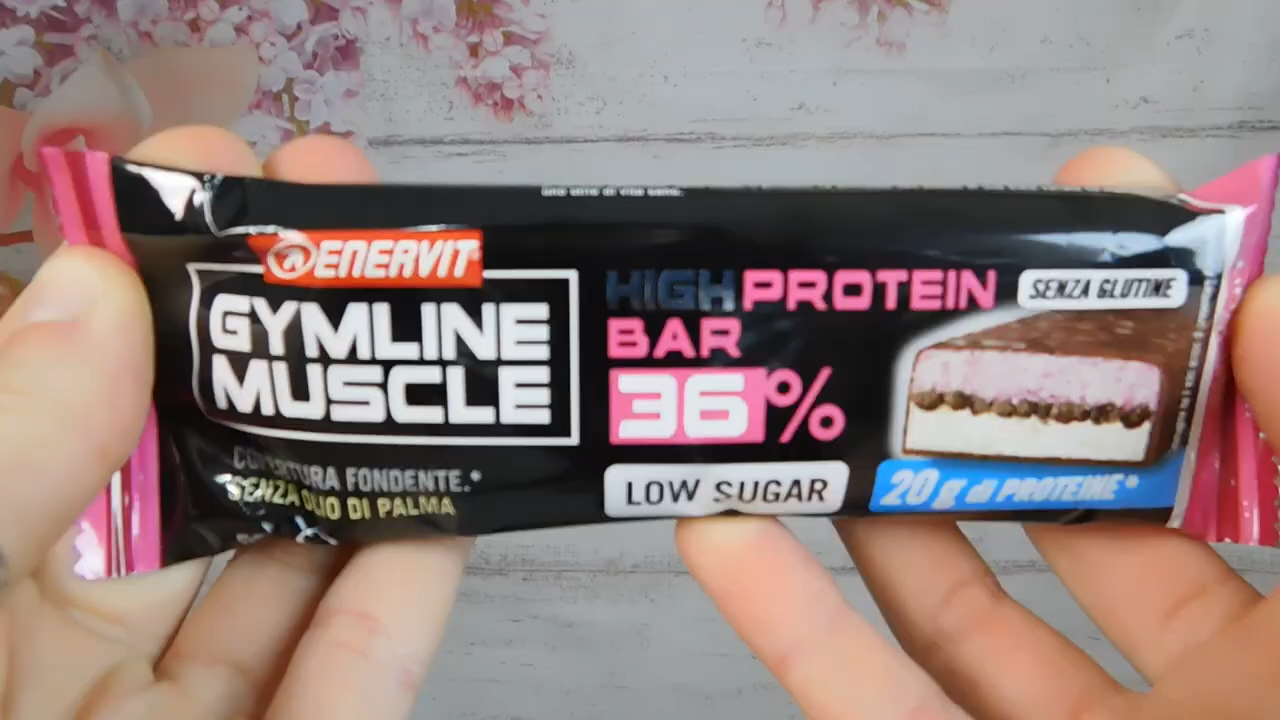 ENERVIT
GYMLINE
MUSCLE
COPERTURA FONDENTE.*
SENZA OLIO DI PALMA
HIGH PROTEIN
BAR
36%
LOW SUGAR
SENZA GLUTINE
20 g di PROTEINE*